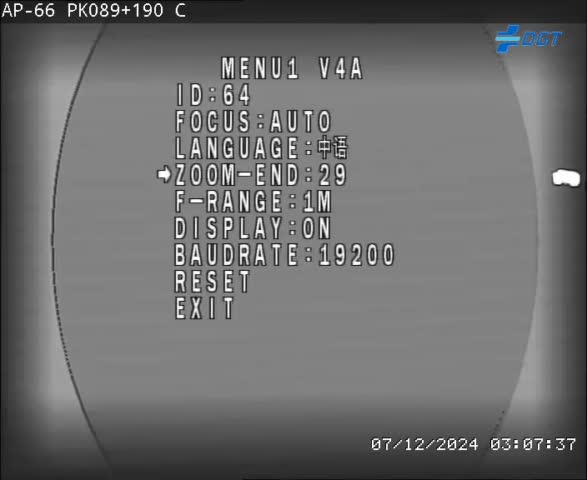 AP-66 PK089+190 C
DGT
MENU1 V4A
ID:64
FOCUS:AUTO
LANGUAGE:中语
ZOOM-END:29
F-RANGE:1M
DISPLAY:ON
BAUDRATE:19200
RESET
EXIT
07/12/2024 03:07:37